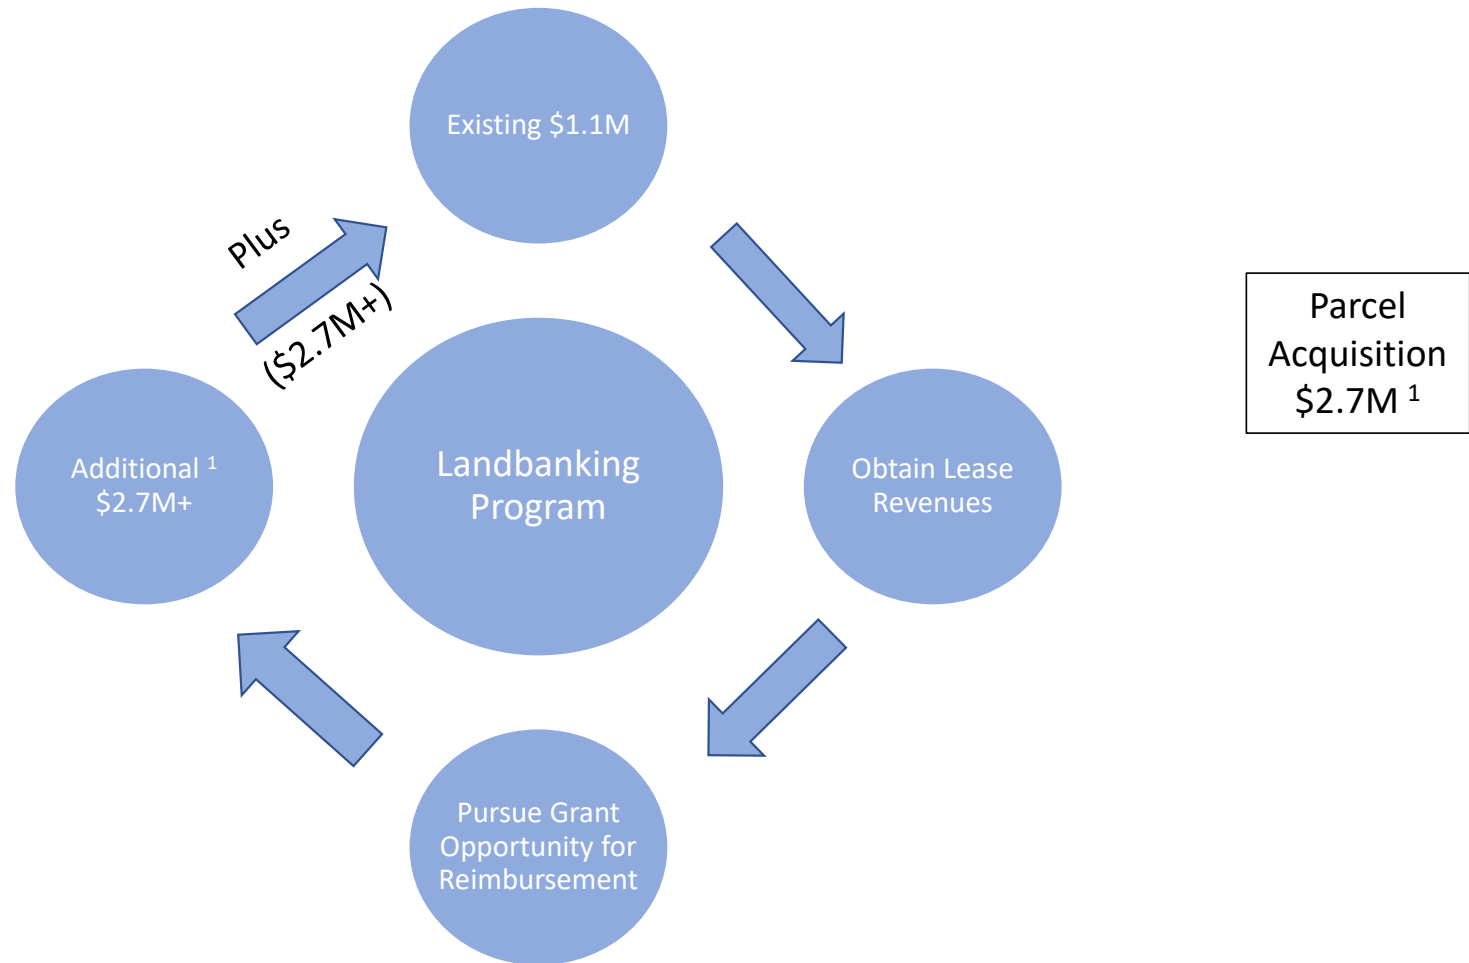 Existing $1.1M
Plus
($2.7M+)
Parcel
Acquisition
$2.7M ¹
Additional ¹
$2.7M+
Landbanking
Program
Obtain Lease
Revenues
Pursue Grant
Opportunity for
Reimbursement